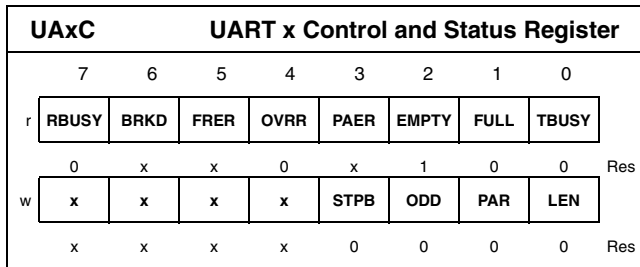 UAxC UART x Control and Status Register
7 6 5 4 3 2 1 0
r RBUSY BRKD FRER OVRR PAER EMPTY FULL TBUSY
0 x x 0 x 1 0 0 Res
w x x x x STPB ODD PAR LEN
x x x x 0 0 0 0 Res